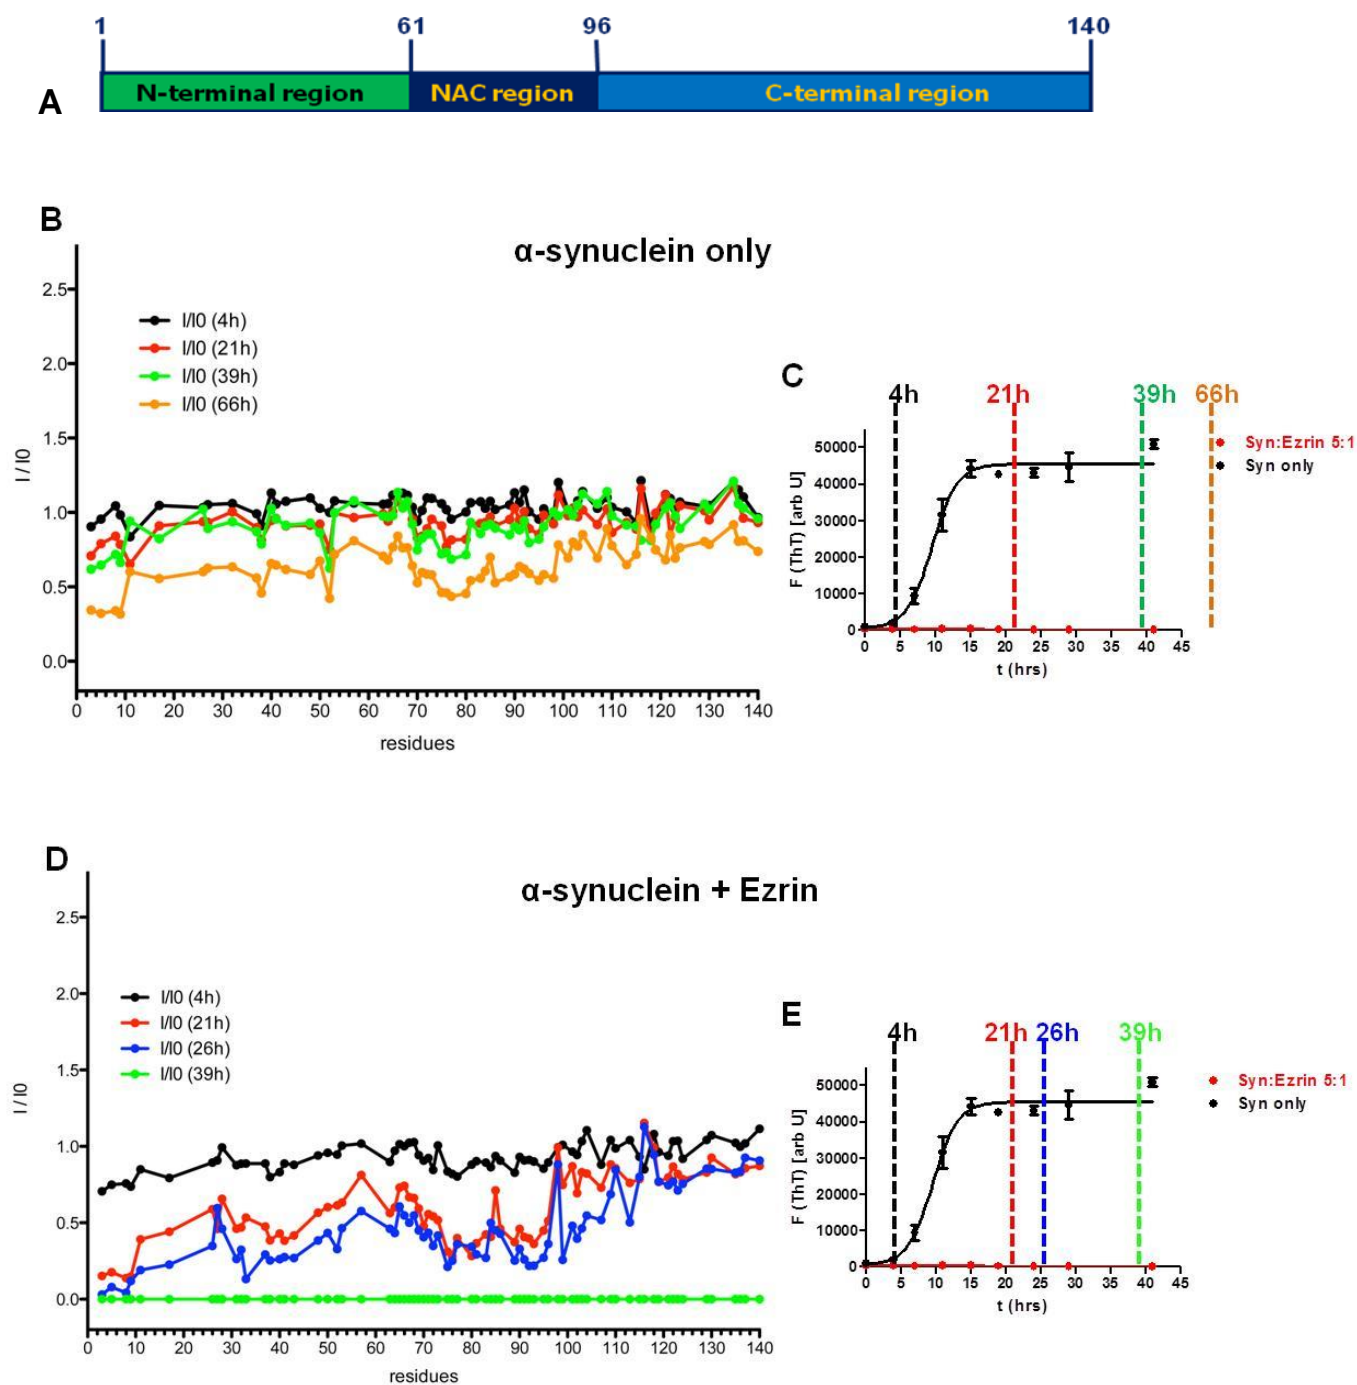 1 61 96 140
A N-terminal region NAC region C-terminal region
B
α-synuclein only
2.5
2.0
1.5
1.0
0.5
0.0
I / I0
I/I0 (4h)
I/I0 (21h)
I/I0 (39h)
I/I0 (66h)
0 10 20 30 40 50 60 70 80 90 100 110 120 130 140
residues
C
4h 21h 39h 66h
50000
40000
30000
20000
10000
0
F (ThT) [arb U]
0 5 10 15 20 25 30 35 40 45
t (hrs)
Syn:Ezrin 5:1
Syn only
D
α-synuclein + Ezrin
2.5
2.0
1.5
1.0
0.5
0.0
I / I0
I/I0 (4h)
I/I0 (21h)
I/I0 (26h)
I/I0 (39h)
0 10 20 30 40 50 60 70 80 90 100 110 120 130 140
residues
E
4h 21h 26h 39h
50000
40000
30000
20000
10000
0
F (ThT) [arb U]
0 5 10 15 20 25 30 35 40 45
t (hrs)
Syn:Ezrin 5:1
Syn only